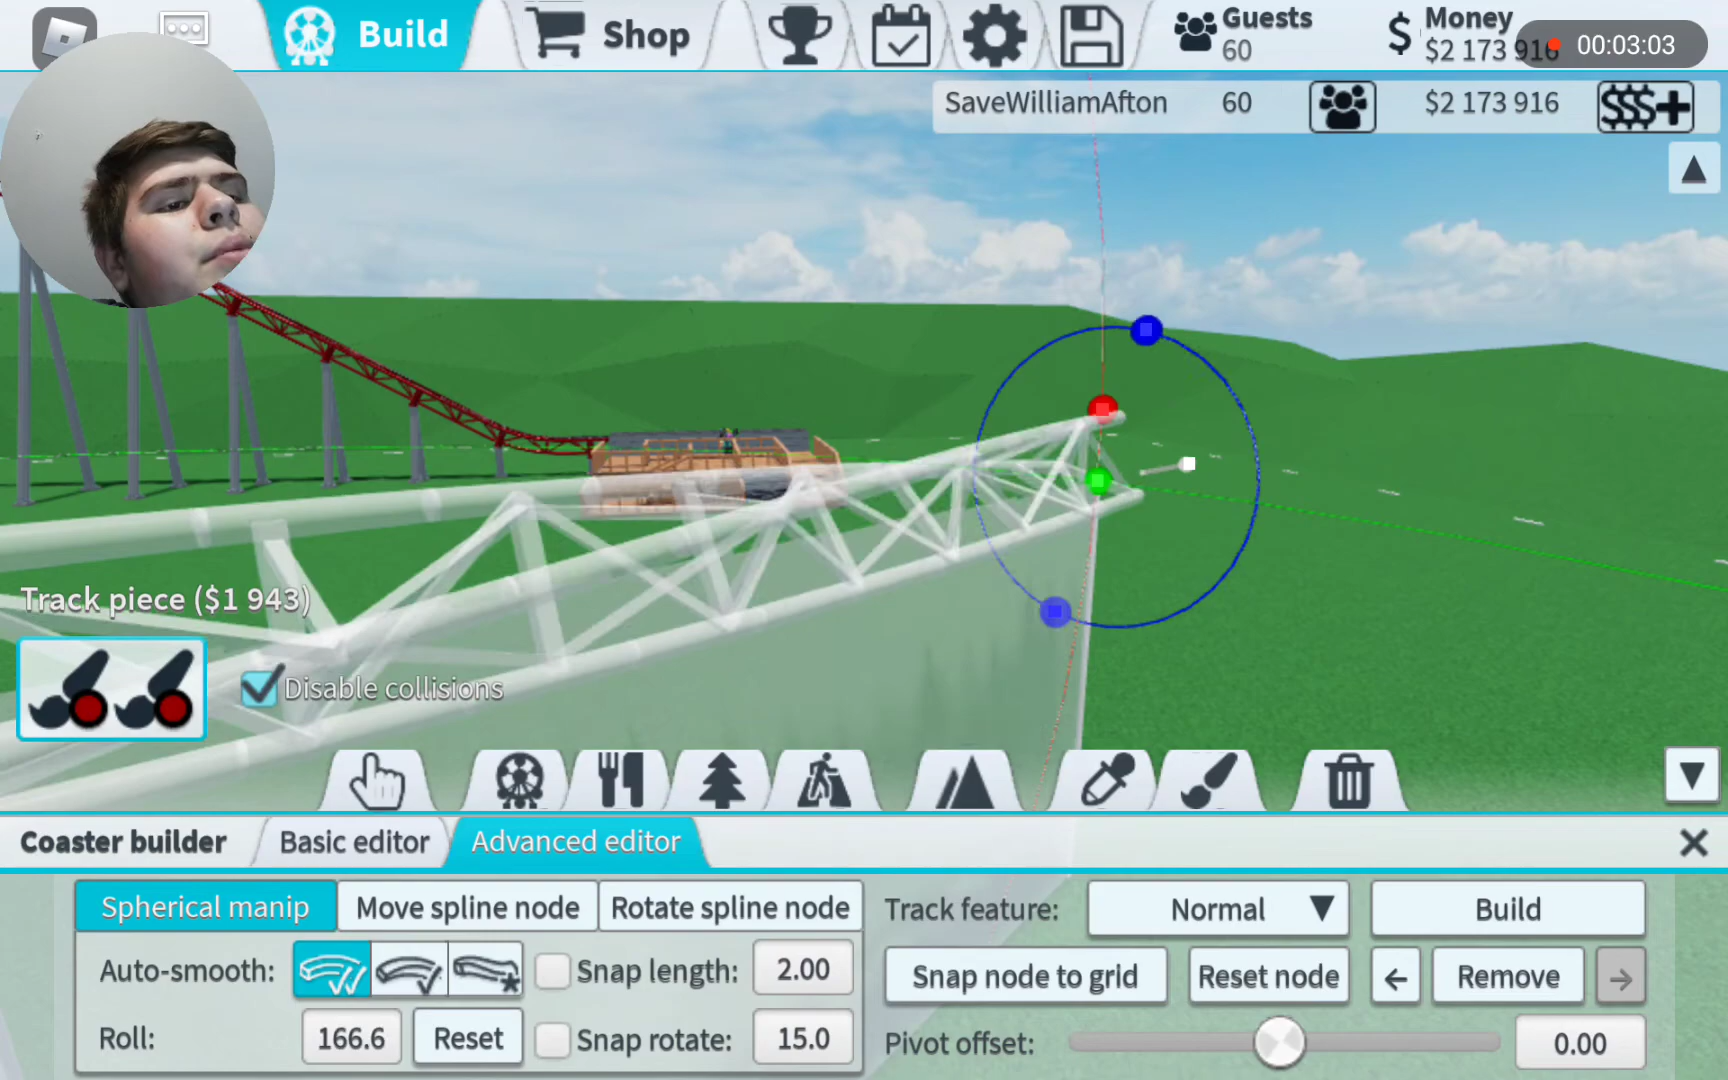 Build
Shop
Guests
60
Money
$2 173 916
00:03:03
SaveWilliamAfton
60
$2 173 916
$$$+
Track piece ($1 943)
Disable collisions
Coaster builder
Basic editor
Advanced editor
Spherical manip
Move spline node
Rotate spline node
Track feature:
Normal
Build
Auto-smooth:
Snap length:
2.00
Snap node to grid
Reset node
Remove
Roll:
166.6
Reset
Snap rotate:
15.0
Pivot offset:
0.00